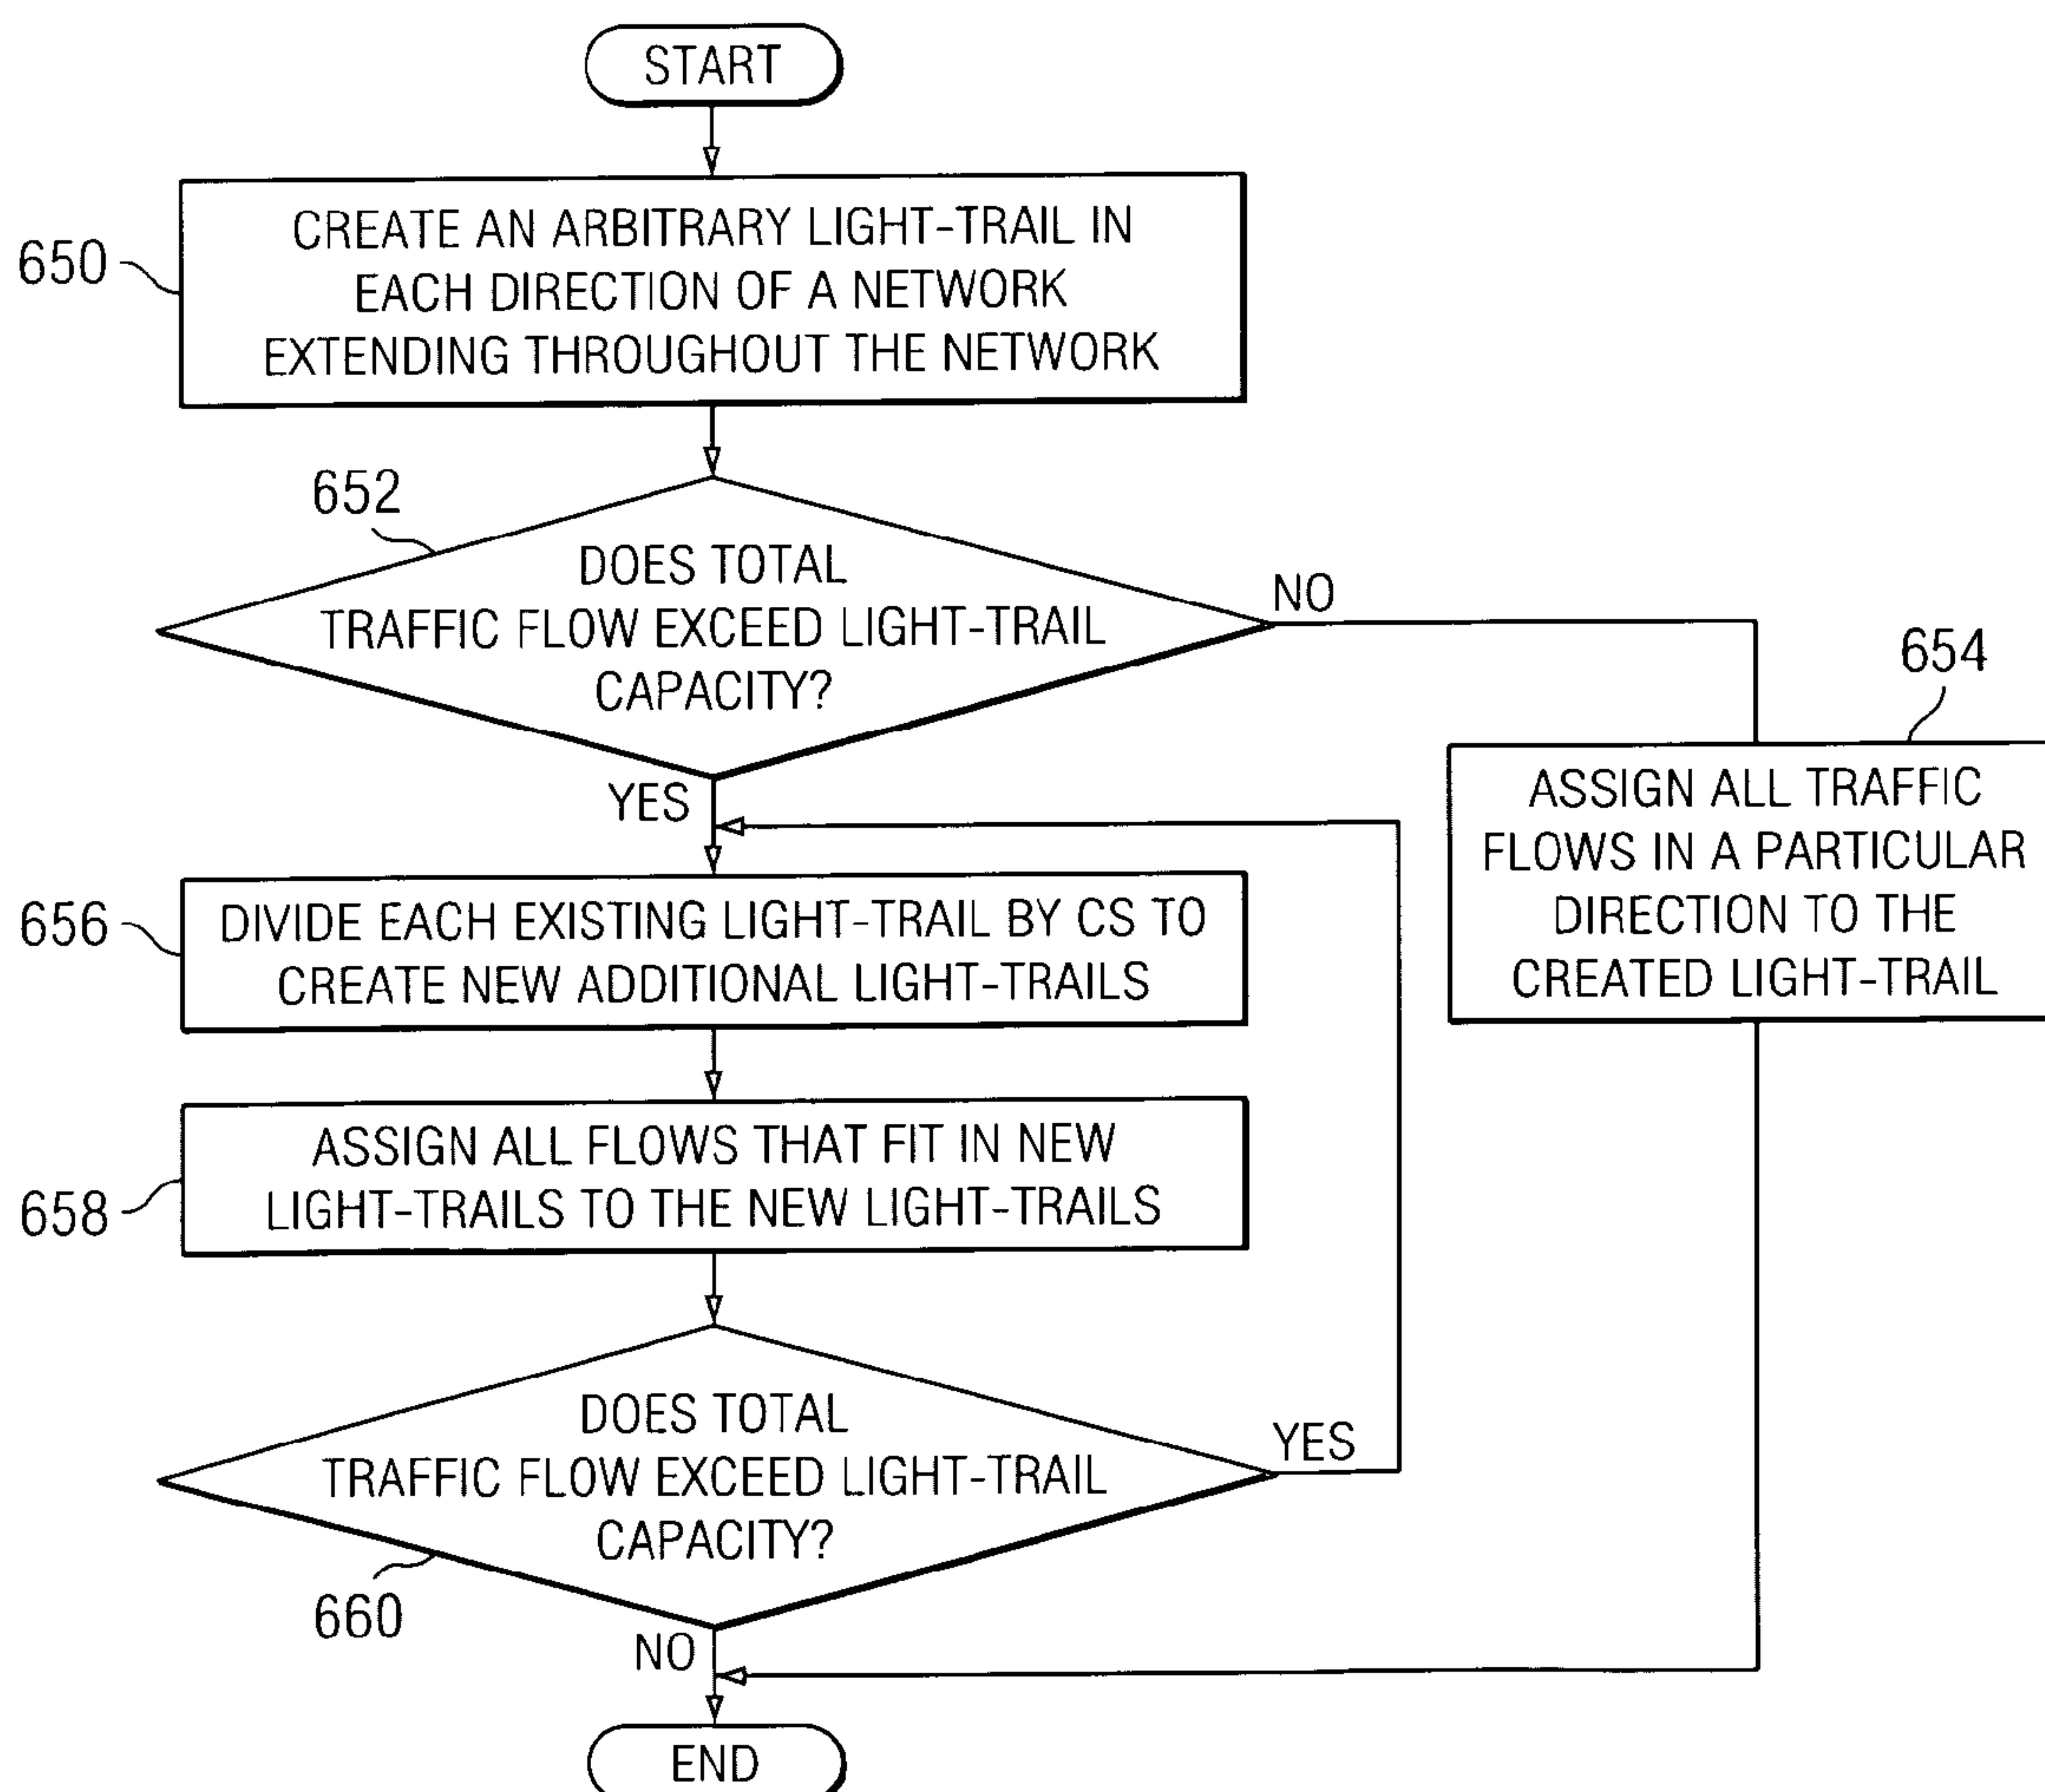 START
650
CREATE AN ARBITRARY LIGHT-TRAIL IN
EACH DIRECTION OF A NETWORK
EXTENDING THROUGHOUT THE NETWORK
652
DOES TOTAL
TRAFFIC FLOW EXCEED LIGHT-TRAIL
CAPACITY?
NO
654
ASSIGN ALL TRAFFIC
FLOWS IN A PARTICULAR
DIRECTION TO THE
CREATED LIGHT-TRAIL
YES
656
DIVIDE EACH EXISTING LIGHT-TRAIL BY CS TO
CREATE NEW ADDITIONAL LIGHT-TRAILS
658
ASSIGN ALL FLOWS THAT FIT IN NEW
LIGHT-TRAILS TO THE NEW LIGHT-TRAILS
DOES TOTAL
TRAFFIC FLOW EXCEED LIGHT-TRAIL
CAPACITY?
YES
660
NO
END